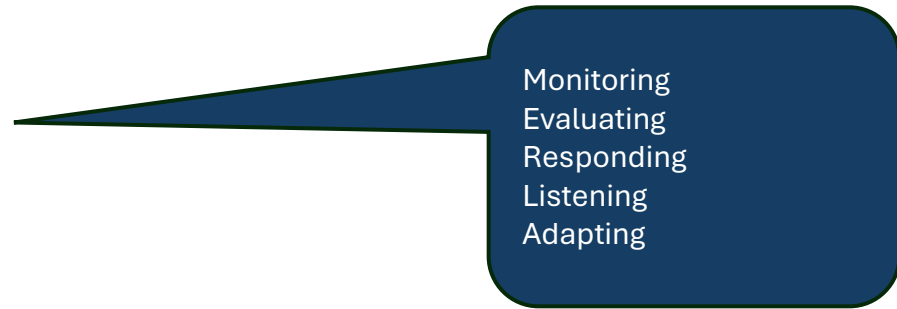 Monitoring
Evaluating
Responding
Listening
Adapting